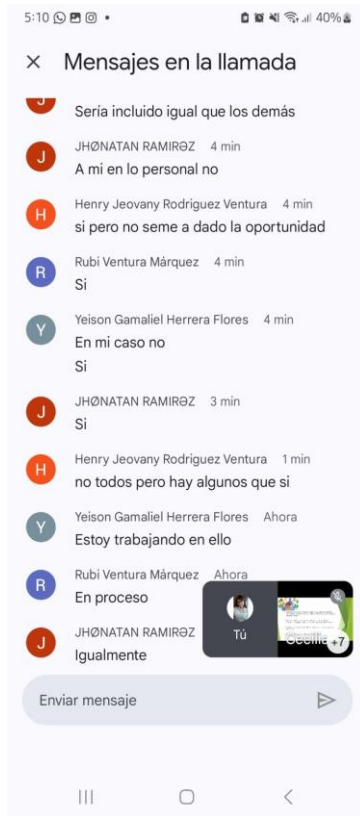 5:10
40%
Mensajes en la llamada
J
Sería incluido igual que los demás
JHØNATAN RAMIRƏZ 4 min
J
A mi en lo personal no
Henry Jeovany Rodriguez Ventura 4 min
H
si pero no seme a dado la oportunidad
Rubi Ventura Márquez 4 min
R
Si
Yeison Gamaliel Herrera Flores 4 min
Y
En mi caso no
Si
JHØNATAN RAMIRƏZ 3 min
J
Si
Henry Jeovany Rodriguez Ventura 1 min
H
no todos pero hay algunos que si
Yeison Gamaliel Herrera Flores Ahora
Y
Estoy trabajando en ello
Rubi Ventura Márquez Ahora
R
En proceso
JHØNATAN RAMIRƏZ
J
Igualmente
Tú
Cecilia
+7
Enviar mensaje